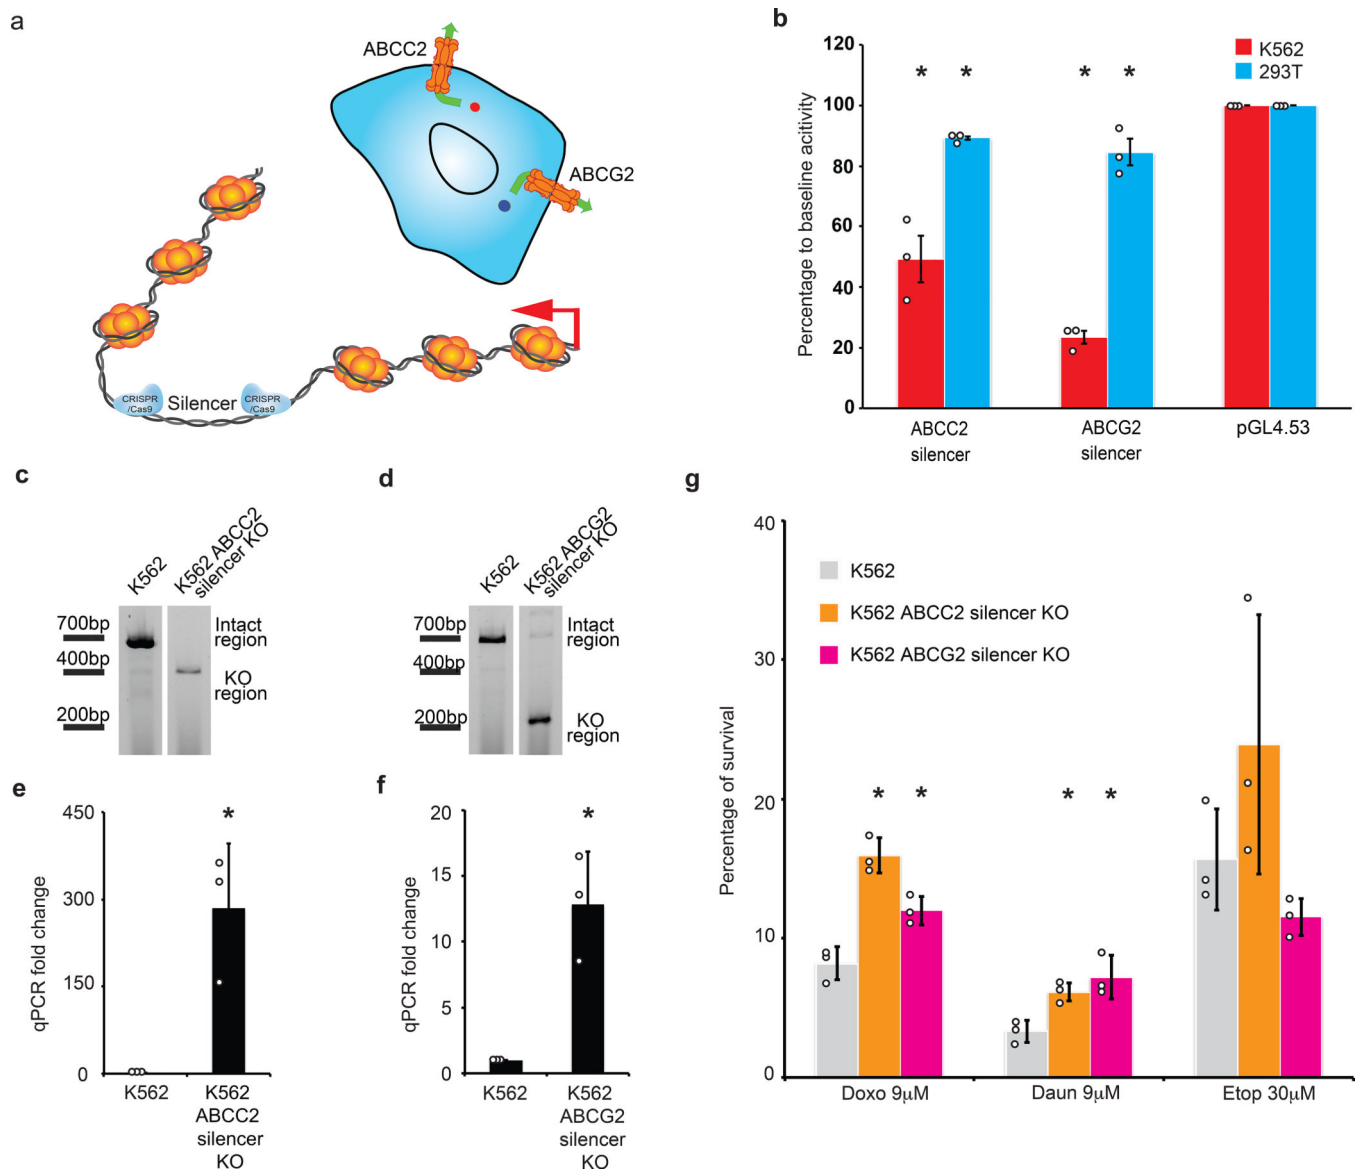 a
ABCC2
ABCG2
CRISPR
/Cas9
Silencer
CRISPR
/Cas9
b
K562
293T
Percentage to baseline acitivity
120
100
80
60
40
20
0
* * * *
ABCC2
silencer
ABCG2
silencer
pGL4.53
c
K562
K562 ABCC2
silencer KO
700bp
400bp
200bp
Intact
region
KO
region
d
K562
K562 ABCG2
silencer KO
700bp
400bp
200bp
Intact
region
KO
region
e
qPCR fold change
450
300
150
0
*
K562
K562
ABCC2
silencer
KO
f
qPCR fold change
20
15
10
5
0
*
K562
K562
ABCG2
silencer
KO
g
Percentage of survival
40
30
20
10
0
K562
K562 ABCC2 silencer KO
K562 ABCG2 silencer KO
* * * *
Doxo 9μM
Daun 9μM
Etop 30μM